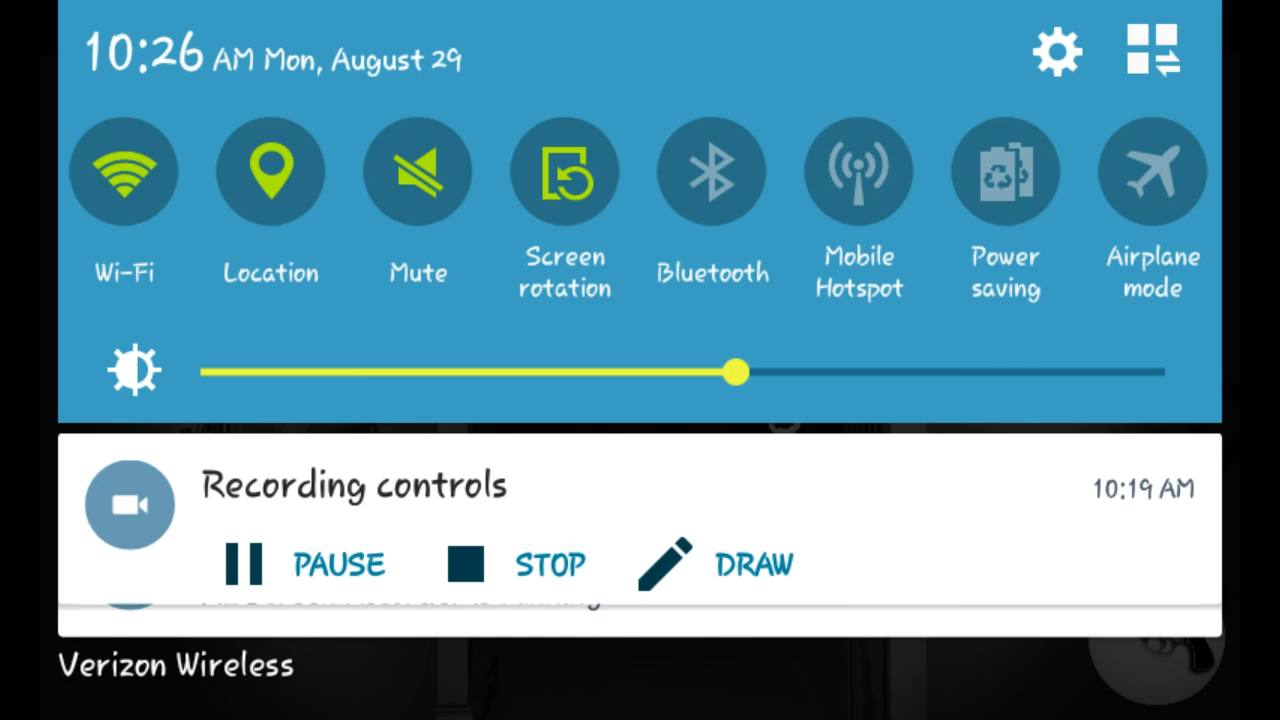 10:26 AM Mon, August 29
Wi-Fi
Location
Mute
Screen rotation
Bluetooth
Mobile Hotspot
Power saving
Airplane mode
Recording controls
10:19 AM
PAUSE STOP DRAW
Verizon Wireless